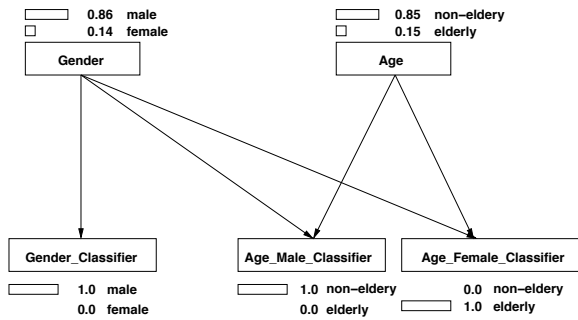 0.86 male
0.14 female
0.85 non-eldery
0.15 elderly
Gender
Age
Gender_Classifier
Age_Male_Classifier
Age_Female_Classifier
1.0 male
0.0 female
1.0 non-eldery
0.0 elderly
0.0 non-eldery
1.0 elderly